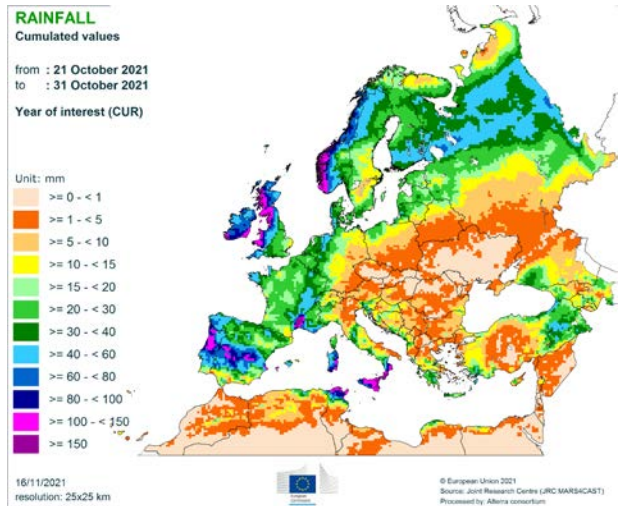 RAINFALL
Cumulated values
from : 21 October 2021
to : 31 October 2021
Year of interest (CUR)
Unit: mm
>= 0 - < 1
>= 1 - < 5
>= 5 - < 10
>= 10 - < 15
>= 15 - < 20
>= 20 - < 30
>= 30 - < 40
>= 40 - < 60
>= 60 - < 80
>= 80 - < 100
>= 100 - < 150
>= 150
16/11/2021
resolution: 25x25 km
European
Commission
© European Union 2021
Source: Joint Research Centre (JRC MARS4CAST)
Processed by: Alterra consortium